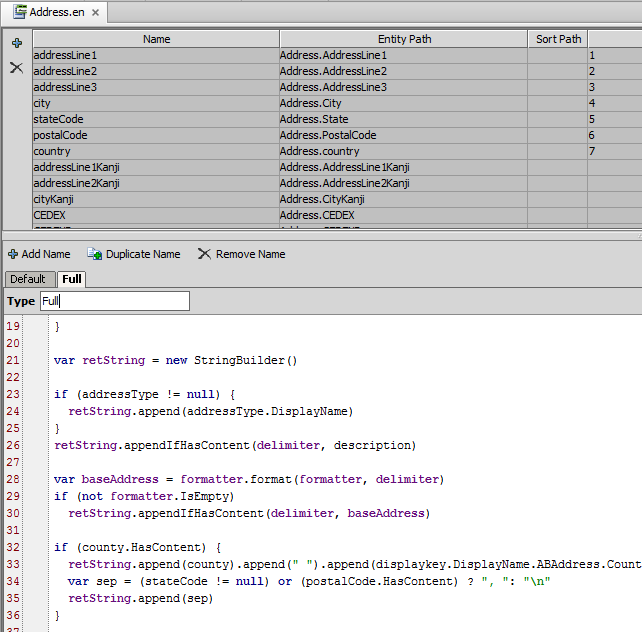 Address.en
Name Entity Path Sort Path
addressLine1 Address.AddressLine1 1
addressLine2 Address.AddressLine2 2
addressLine3 Address.AddressLine3 3
city Address.City 4
stateCode Address.State 5
postalCode Address.PostalCode 6
country Address.country 7
addressLine1Kanji Address.AddressLine1Kanji
addressLine2Kanji Address.AddressLine2Kanji
cityKanji Address.CityKanji
CEDEX Address.CEDEX
Add Name Duplicate Name Remove Name
Default Full
Type Full
19 }
20
21 var retString = new StringBuilder()
22
23 if (addressType != null) {
24 retString.append(addressType.DisplayName)
25 }
26 retString.appendIfHasContent(delimiter, description)
27
28 var baseAddress = formatter.format(formatter, delimiter)
29 if (not formatter.IsEmpty)
30 retString.appendIfHasContent(delimiter, baseAddress)
31
32 if (county.HasContent) {
33 retString.append(county).append(" ").append(displaykey.DisplayName.ABAddress.Count
34 var sep = (stateCode != null) or (postalCode.HasContent) ? ", ": "\n"
35 retString.append(sep)
36 }